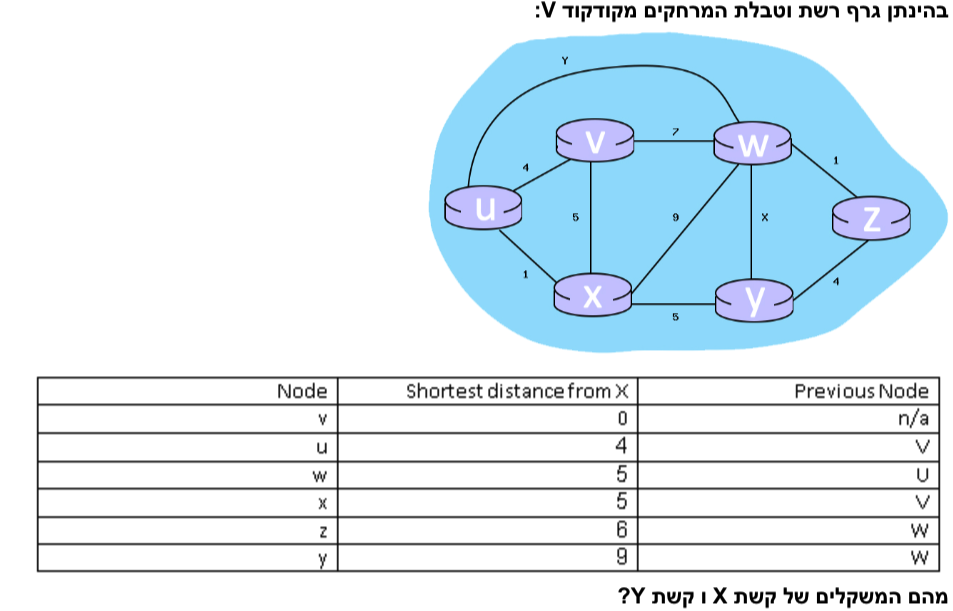 בהינתן גרף רשת וטבלת המרחקים מקודקוד V:
Y
V
7
W
4
1
u
5
9
X
Z
1
X
y
4
5
Node Shortest distance from X Previous Node
v 0 n/a
u 4 V
w 5 U
x 5 V
z 6 W
y 9 W
מהם המשקלים של קשת X ו קשת Y?